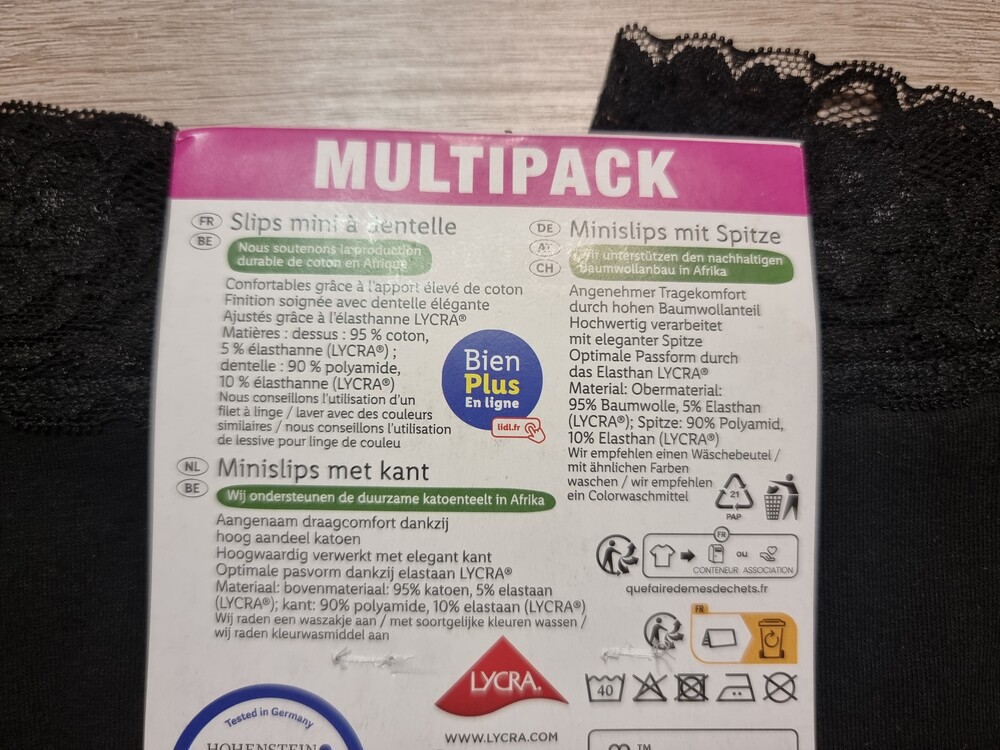 MULTIPACK
FR
BE
Slips mini à dentelle
Nous soutenons la production
durable de coton en Afrique
Confortables grâce à l'apport élevé de coton
Finition soignée avec dentelle élégante
Ajustés grâce à l'élasthanne LYCRA®
Matières : dessus : 95 % coton,
5 % élasthanne (LYCRA®) ;
dentelle : 90 % polyamide,
10 % élasthanne (LYCRA®)
Nous conseillons l'utilisation d'un
filet à linge / laver avec des couleurs
similaires / nous conseillons l'utilisation
de lessive pour linge de couleu
Bien
Plus
En ligne
lidl.fr
NL
BE
Minislips met kant
Wij ondersteunen de duurzame katoenteelt in Afrika
Aangenaam draagcomfort dankzij
hoog aandeel katoen
Hoogwaardig verwerkt met elegant kant
Optimale pasvorm dankzij elastaan LYCRA®
Materiaal: bovenmateriaal: 95% katoen, 5% elastaan
(LYCRA®); kant: 90% polyamide, 10% elastaan (LYCRA®)
Wij raden een waszakje aan / met soortgelijke kleuren wassen /
wij raden kleurwasmiddel aan
DE
AT
CH
Minislips mit Spitze
Wir unterstützen den nachhaltigen
Baumwollanbau in Afrika
Angenehmer Tragekomfort
durch hohen Baumwollanteil
Hochwertig verarbeitet
mit eleganter Spitze
Optimale Passform durch
das Elasthan LYCRA®
Material: Obermaterial:
95% Baumwolle, 5% Elasthan
(LYCRA®); Spitze: 90% Polyamid,
10% Elasthan (LYCRA®)
Wir empfehlen einen Wäschebeutel /
mit ähnlichen Farben
waschen / wir empfehlen
ein Colorwaschmittel
21
PAP
FR
OU
CONTENEUR ASSOCIATION
quefairedemesdechets.fr
FR
LYCRA®
WWW.LYCRA.COM
40
Tested in Germany
HOHENSTEIN
TM